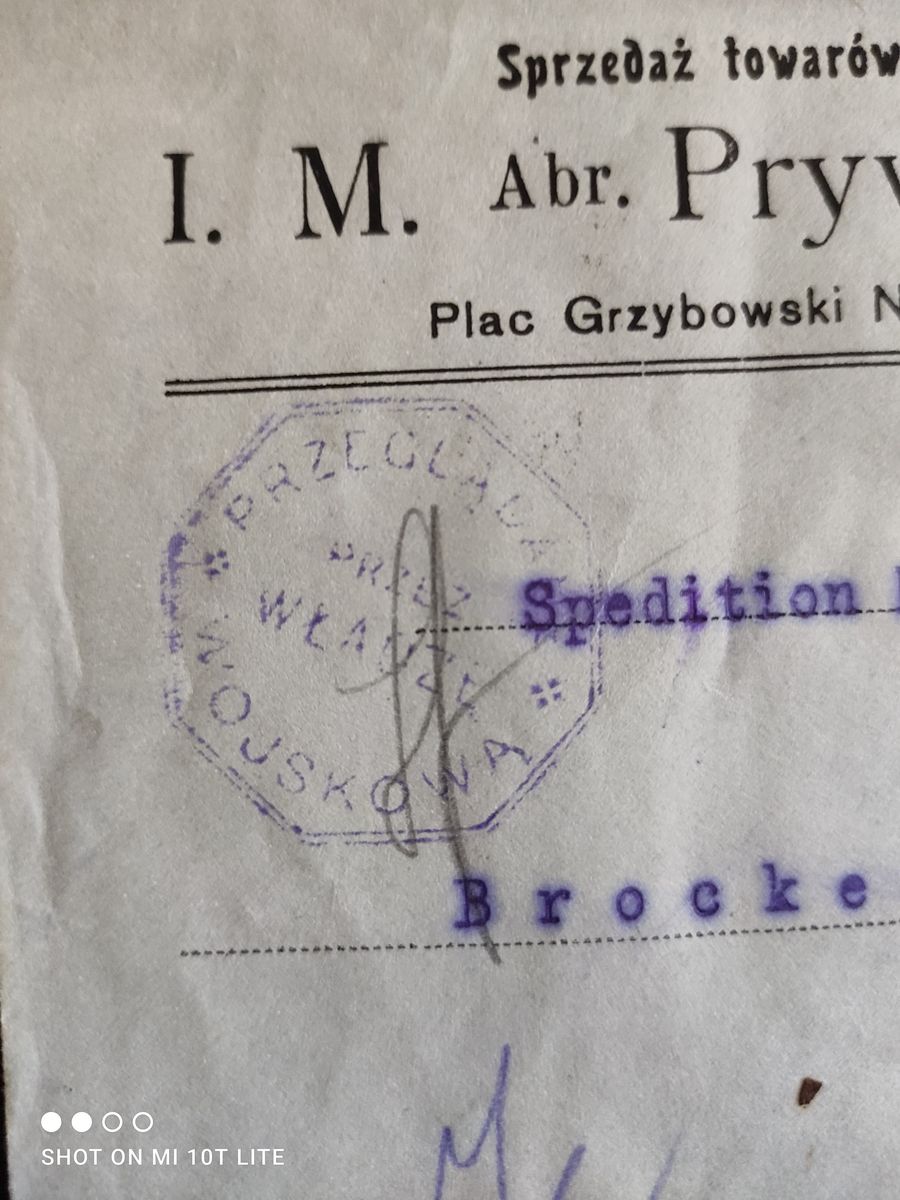 Sprzedaż towarów
I. M. Abr. Pryw
Plac Grzybowski N
PRZEGLĄDA
PRZEZ
WŁADZĘ
WOJSKOWĄ
Spedition
Brocke
SHOT ON MI 10T LITE